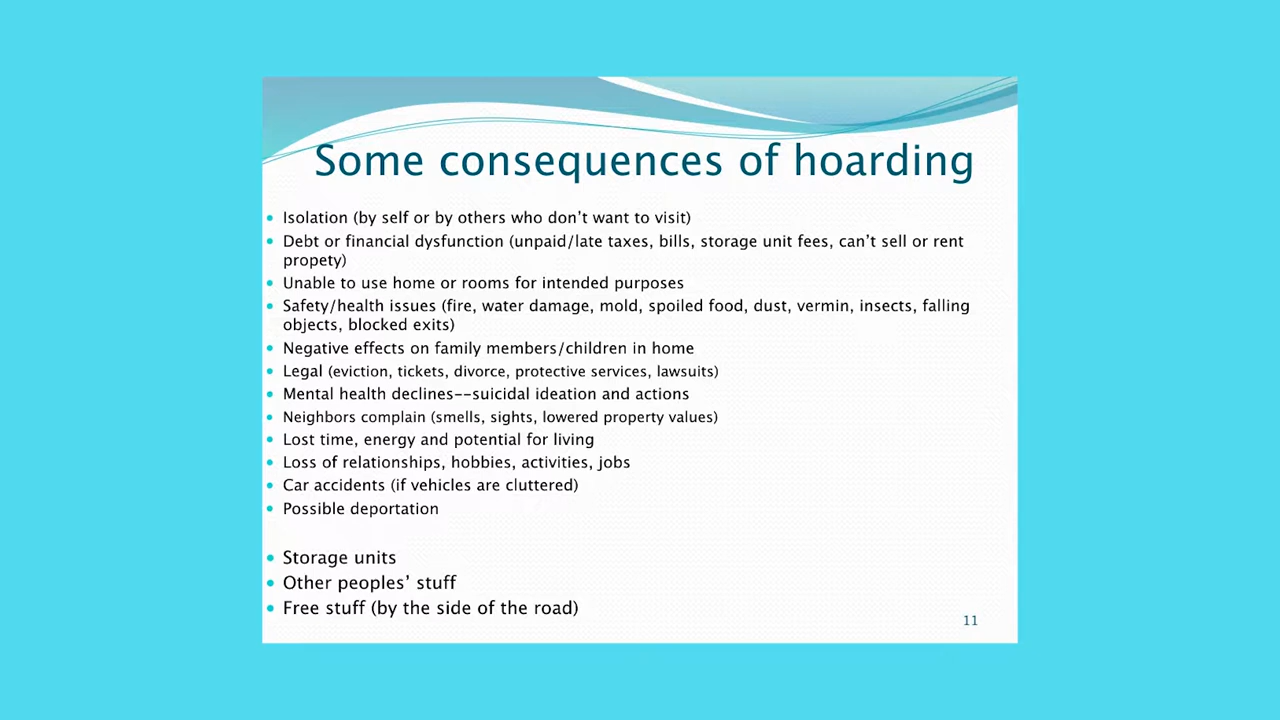 Some consequences of hoarding
• Isolation (by self or by others who don’t want to visit)
• Debt or financial dysfunction (unpaid/late taxes, bills, storage unit fees, can’t sell or rent
propety)
• Unable to use home or rooms for intended purposes
• Safety/health issues (fire, water damage, mold, spoiled food, dust, vermin, insects, falling
objects, blocked exits)
• Negative effects on family members/children in home
• Legal (eviction, tickets, divorce, protective services, lawsuits)
• Mental health declines--suicidal ideation and actions
• Neighbors complain (smells, sights, lowered property values)
• Lost time, energy and potential for living
• Loss of relationships, hobbies, activities, jobs
• Car accidents (if vehicles are cluttered)
• Possible deportation
• Storage units
• Other peoples’ stuff
• Free stuff (by the side of the road)
11